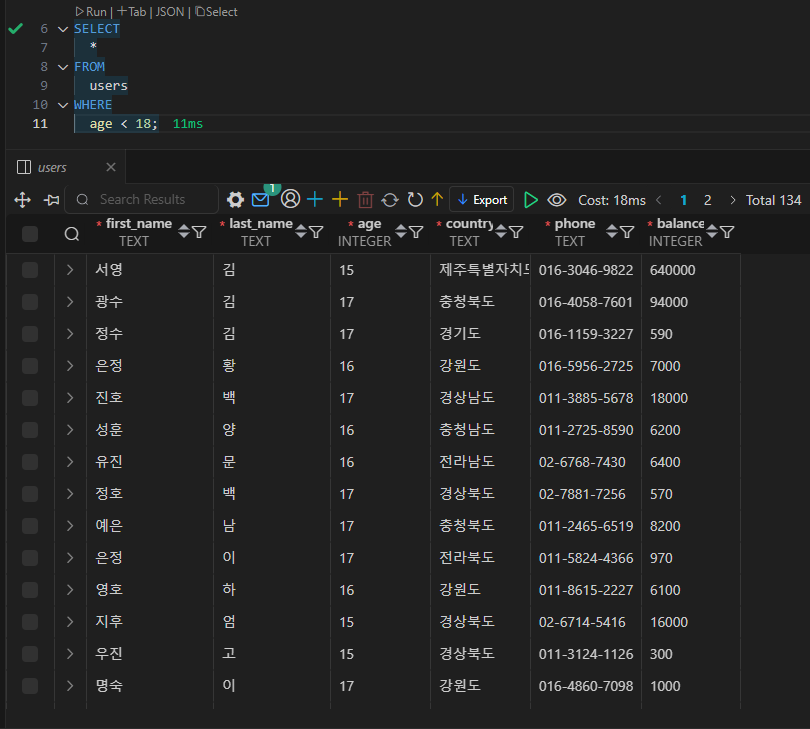 Run | Tab | JSON | Select
6 SELECT
7 *
8 FROM
9 users
10 WHERE
11 age < 18; 11ms
users
Search Results 1 Export Cost: 18ms 1 2 Total 134
* first_name * last_name * age * country * phone * balance
TEXT TEXT INTEGER TEXT TEXT INTEGER
서영 김 15 제주특별자치도 016-3046-9822 640000
광수 김 17 충청북도 016-4058-7601 94000
정수 김 17 경기도 016-1159-3227 590
은정 황 16 강원도 016-5956-2725 7000
진호 백 17 경상남도 011-3885-5678 18000
성훈 양 16 충청남도 011-2725-8590 6200
유진 문 16 전라남도 02-6768-7430 6400
정호 백 17 경상북도 02-7881-7256 570
예은 남 17 충청북도 011-2465-6519 8200
은정 이 17 전라북도 011-5824-4366 970
영호 하 16 강원도 011-8615-2227 6100
지후 엄 15 경상북도 02-6714-5416 16000
우진 고 15 경상북도 011-3124-1126 300
명숙 이 17 강원도 016-4860-7098 1000